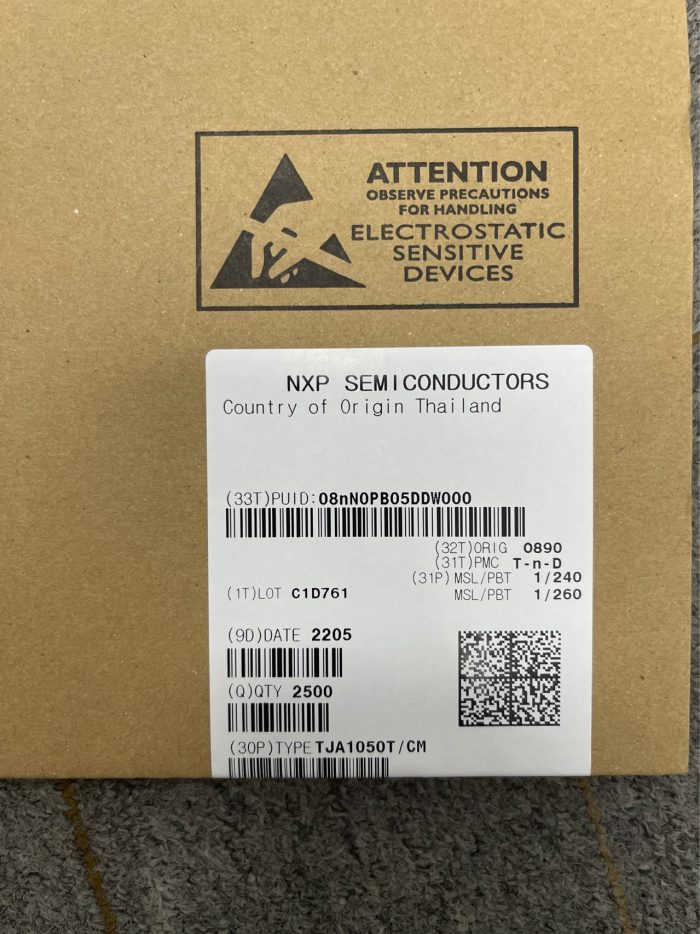 ATTENTION
OBSERVE PRECAUTIONS
FOR HANDLING
ELECTROSTATIC
SENSITIVE
DEVICES
NXP SEMICONDUCTORS
Country of Origin Thailand
(33T)PUID:08nN0PB05DDW000
(32T)ORIG 0890
(31T)PMC T-n-D
(31P)MSL/PBT 1/240
(1T)LOT C1D761 MSL/PBT 1/260
(9D)DATE 2205
(Q)QTY 2500
(30P)TYPE TJA1050T/CM